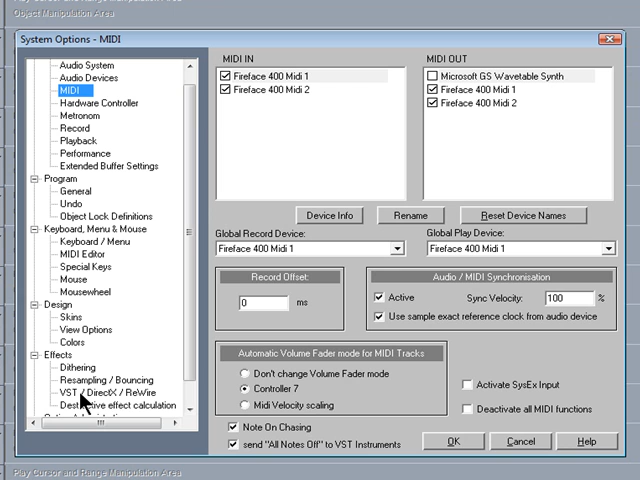 Object Manipulation Area
System Options - MIDI
Audio System
Audio Devices
MIDI
Hardware Controller
Metronom
Record
Playback
Performance
Extended Buffer Settings
Program
General
Undo
Object Lock Definitions
Keyboard, Menu & Mouse
Keyboard / Menu
MIDI Editor
Special Keys
Mouse
Mousewheel
Design
Skins
View Options
Colors
Effects
Dithering
Resampling / Bouncing
VST / DirectX / ReWire
Destructive effect calculation
MIDI IN
Fireface 400 Midi 1
Fireface 400 Midi 2
MIDI OUT
Microsoft GS Wavetable Synth
Fireface 400 Midi 1
Fireface 400 Midi 2
Device Info
Rename
Reset Device Names
Global Record Device:
Fireface 400 Midi 1
Global Play Device:
Fireface 400 Midi 1
Record Offset:
0 ms
Audio / MIDI Synchronisation
Active
Sync Velocity: 100 %
Use sample exact reference clock from audio device
Automatic Volume Fader mode for MIDI Tracks
Don't change Volume Fader mode
Controller 7
Midi Velocity scaling
Activate SysEx Input
Deactivate all MIDI functions
Note On Chasing
send "All Notes Off" to VST Instruments
OK
Cancel
Help
Play Cursor and Range Manipulation Area